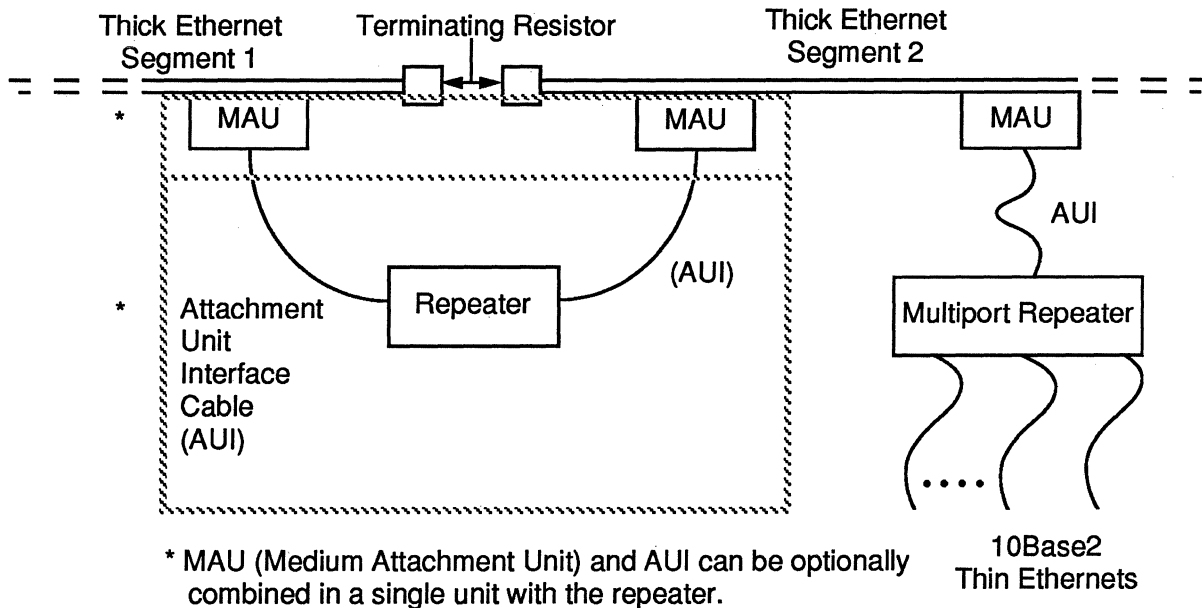 Thick Ethernet
Segment 1
Terminating Resistor
Thick Ethernet
Segment 2
*
MAU
MAU
MAU
AUI
(AUI)
Repeater
Multiport Repeater
*
Attachment
Unit
Interface
Cable
(AUI)
10Base2
Thin Ethernets
* MAU (Medium Attachment Unit) and AUI can be optionally
combined in a single unit with the repeater.